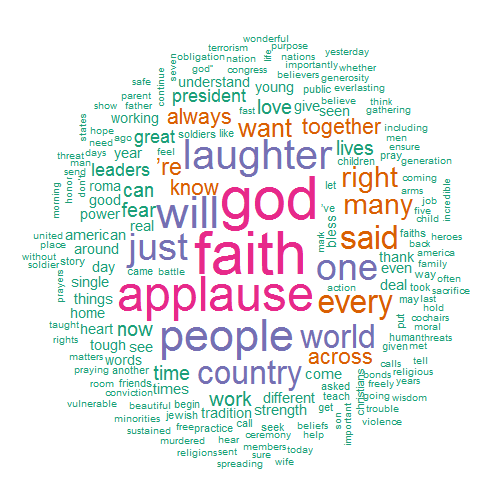 wonderful
terrorism purpose
obligation nation life nations yesterday
seven god" congress importantly whether
safe understand believers generosity
continue young public everlasting
parent president love give seen believe think
show father fast gathering
states working always want together including
hope ago great soldiers like men
need laughter lives pray ensure
days year 're feel children generation
threat leaders know right coming
man send don't can god let arms incredible
honor roma will 've many job
morning good fear bless five child
power real said faiths heroes
american just faith mark back america
united around thank family
place story came battle one even way often
without day action deal took sacrifice
soldier single applause every may last
prayers things put hold
home cochairs
taught heart now people world moral
rights tough see human threats
matters words time country across given met
praying another come calls tell
room friends times work different asked bonds religious
conviction teach christians freely years
vulnerable beautiful begin tradition strength get going wisdom
minorities jewish call son important trouble
sustained free practice seek beliefs violence
murdered hear ceremony help
religions sent members today
spreading sure
wife